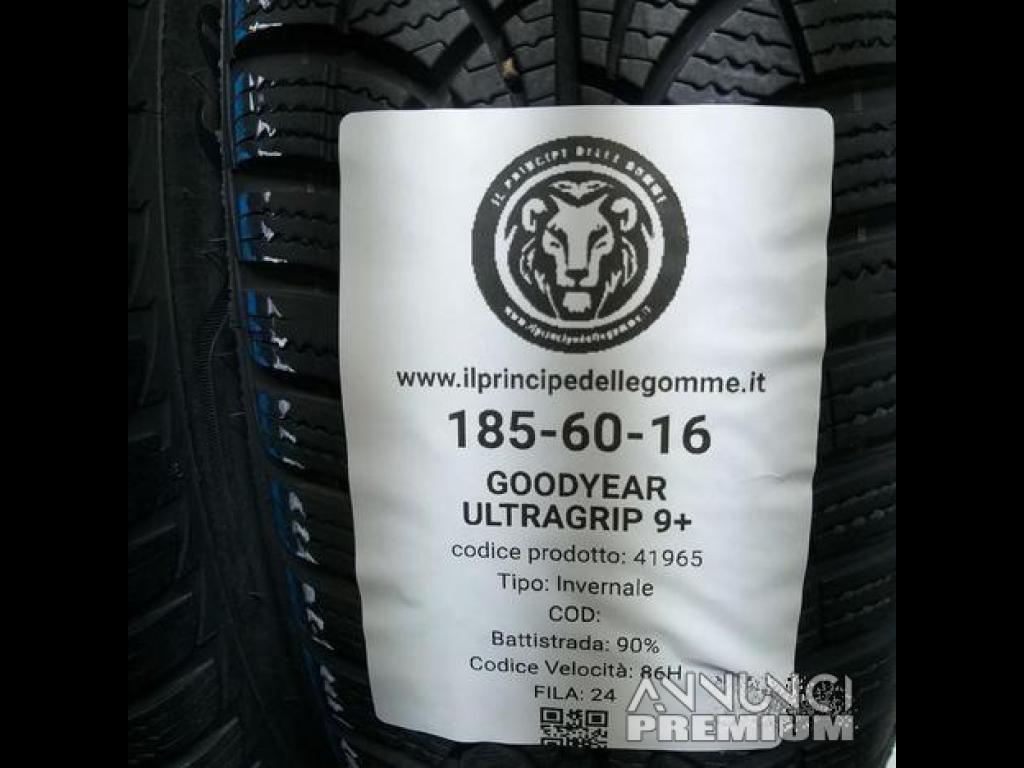 IL PRINCIPE DELLE GOMME
www.ilprincipedellegomme.it
www.ilprincipedellegomme.it
185-60-16
GOODYEAR
ULTRAGRIP 9+
codice prodotto: 41965
Tipo: Invernale
COD:
Battistrada: 90%
Codice Velocità: 86H
FILA: 24
ANNUNCI
PREMIUM